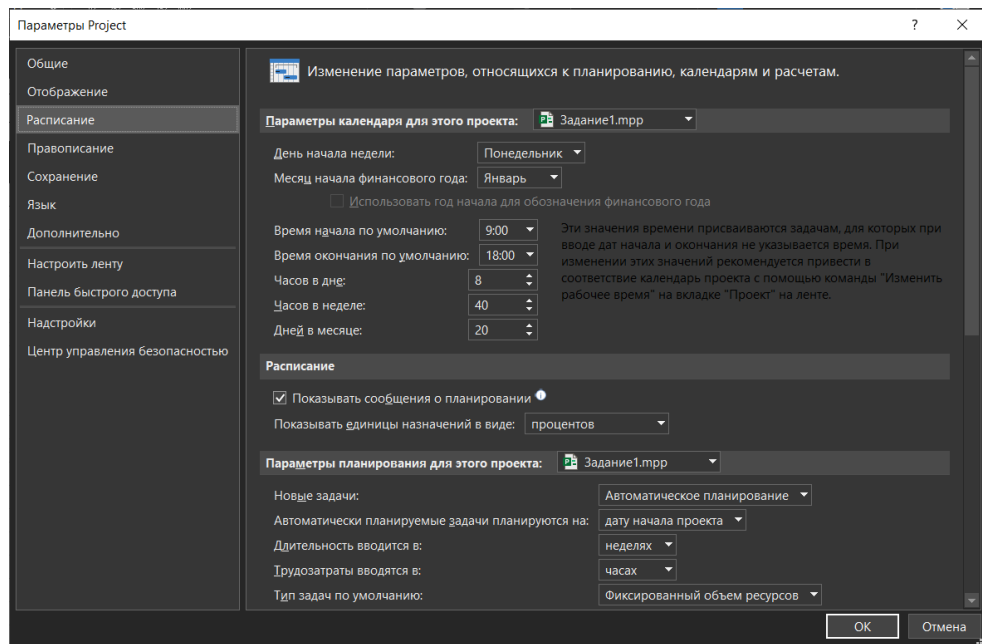 Параметры Project
?
Общие
Отображение
Расписание
Правописание
Сохранение
Язык
Дополнительно
Настроить ленту
Панель быстрого доступа
Надстройки
Центр управления безопасностью
Изменение параметров, относящихся к планированию, календарям и расчетам.
Параметры календаря для этого проекта: Задание1.mpp
День начала недели: Понедельник
Месяц начала финансового года: Январь
Использовать год начала для обозначения финансового года
Время начала по умолчанию: 9:00
Время окончания по умолчанию: 18:00
Часов в дне: 8
Часов в неделе: 40
Дней в месяце: 20
Эти значения времени присваиваются задачам, для которых при
вводе дат начала и окончания не указывается время. При
изменении этих значений рекомендуется привести в
соответствие календарь проекта с помощью команды "Изменить
рабочее время" на вкладке "Проект" на ленте.
Расписание
Показывать сообщения о планировании
Показывать единицы назначений в виде: процентов
Параметры планирования для этого проекта: Задание1.mpp
Новые задачи: Автоматическое планирование
Автоматически планируемые задачи планируются на: дату начала проекта
Длительность вводится в: неделях
Трудозатраты вводятся в: часах
Тип задач по умолчанию: Фиксированный объем ресурсов
ОК
Отмена